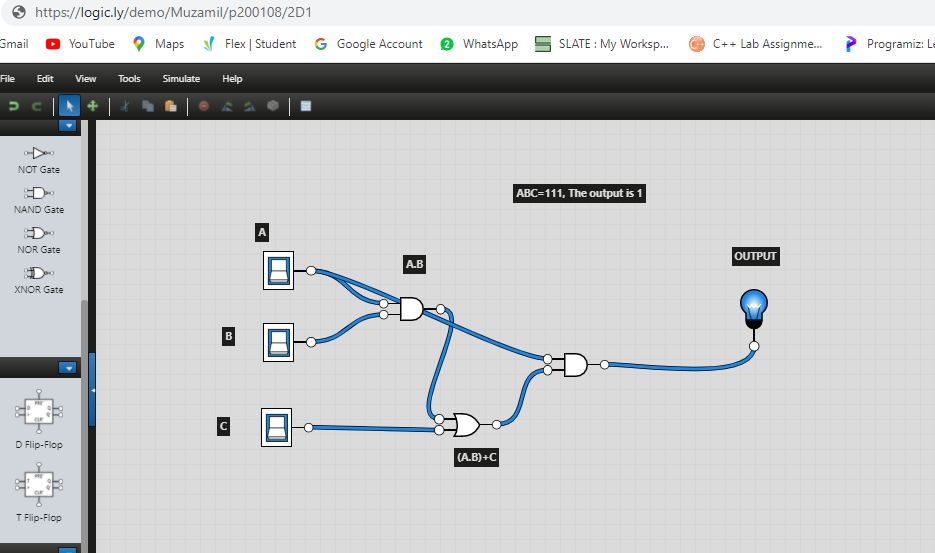 https://logic.ly/demo/Muzamil/p200108/2D1
Gmail YouTube Maps Flex | Student Google Account WhatsApp SLATE : My Worksp... C++ Lab Assignme... Programiz: Le
File Edit View Tools Simulate Help
NOT Gate
NAND Gate
NOR Gate
XNOR Gate
D Flip-Flop
T Flip-Flop
ABC=111, The output is 1
A
A.B
OUTPUT
B
C
(A.B)+C